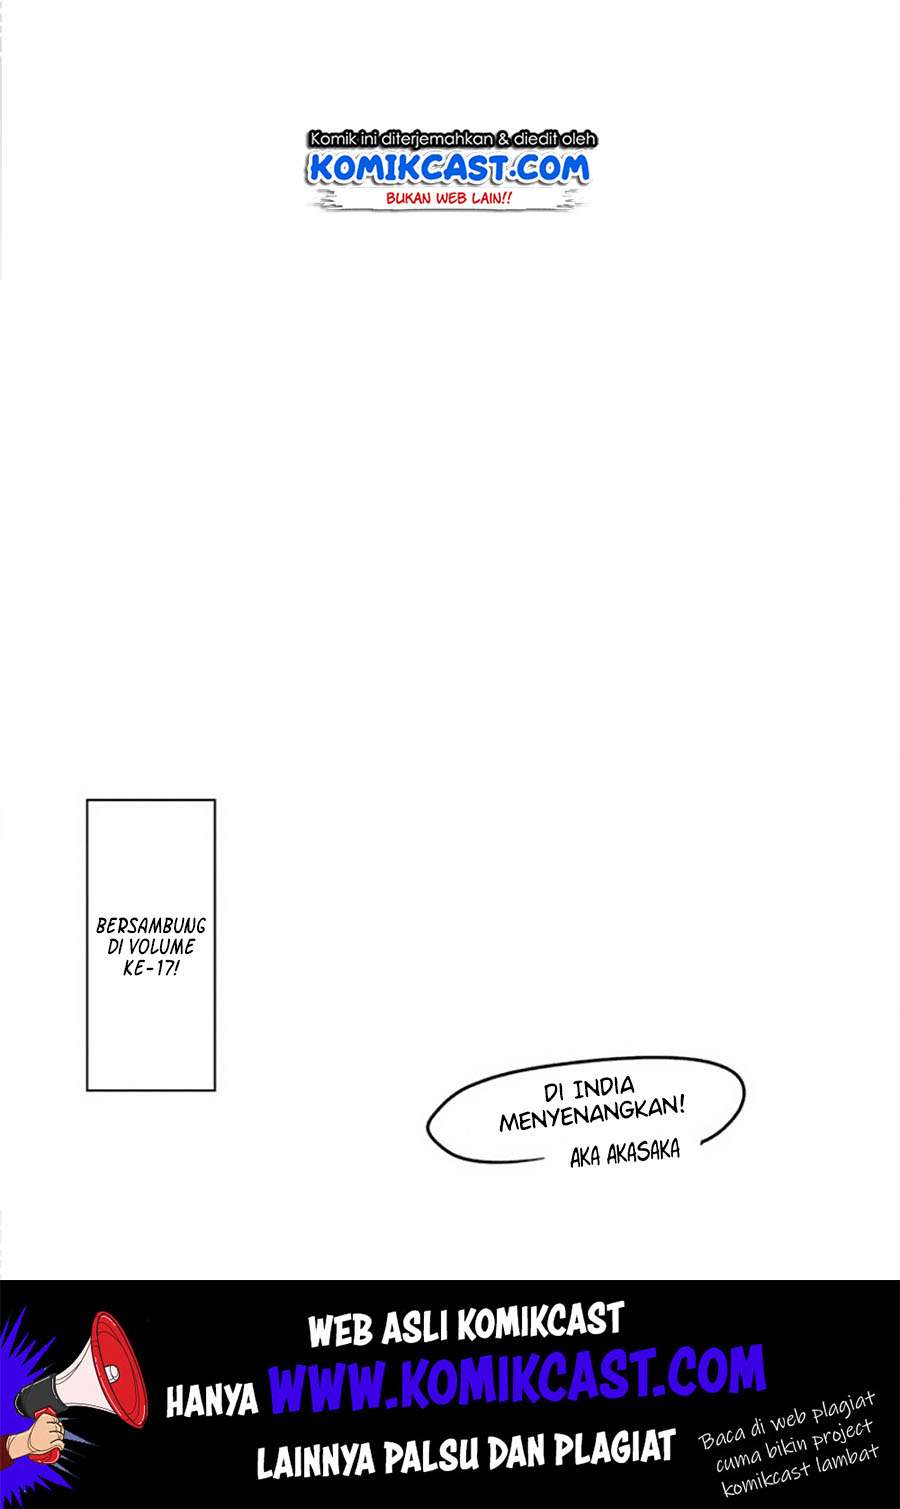 Komik ini diterjemahkan & diedit oleh
KOMIKCAST.COM
BUKAN WEB LAIN!!
BERSAMBUNG
DI VOLUME
KE-17!
DI INDIA
MENYENANGKAN!
AKA AKASAKA
WEB ASLI KOMIKCAST
HANYA WWW.KOMIKCAST.COM
LAINNYA PALSU DAN PLAGIAT
Baca di web plagiat
cuma bikin project
komikcast lambat